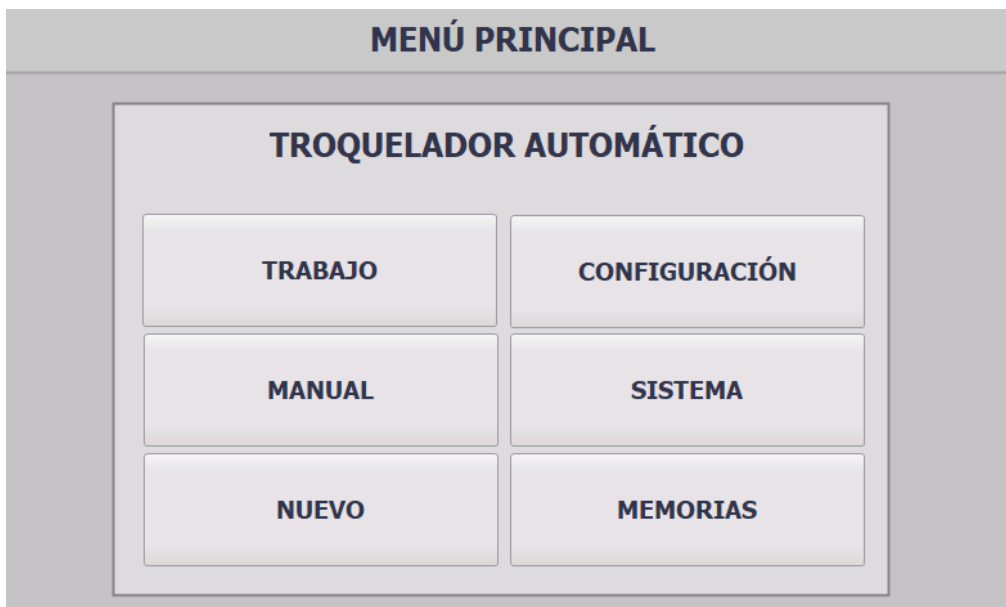 MENÚ PRINCIPAL
TROQUELADOR AUTOMÁTICO
TRABAJO
CONFIGURACIÓN
MANUAL
SISTEMA
NUEVO
MEMORIAS